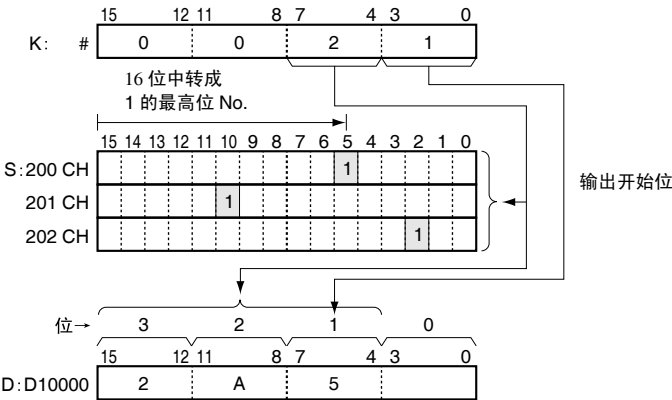 15 12 11 8 7 4 3 0
K: # 0 0 2 1
16 位中转成
1 的最高位 No.
15 14 13 12 11 10 9 8 7 6 5 4 3 2 1 0
S:200 CH 1
输出开始位
201 CH 1
202 CH 1
位→ 3 2 1 0
15 12 11 8 7 4 3 0
D:D10000 2 A 5